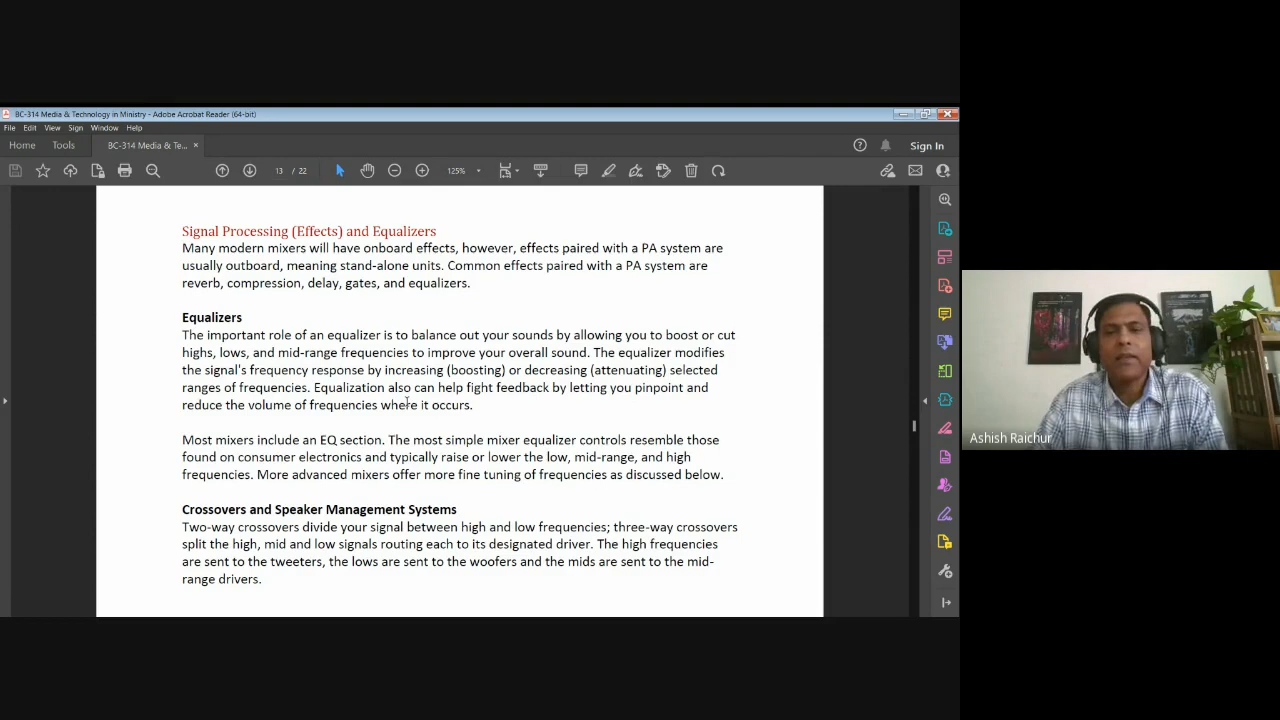 BC-314 Media & Technology in Ministry - Adobe Acrobat Reader (64-bit)
File Edit View Sign Window Help
Home Tools BC-314 Media & Te... × Sign In
13 / 22 125%
Signal Processing (Effects) and Equalizers
Many modern mixers will have onboard effects, however, effects paired with a PA system are
usually outboard, meaning stand-alone units. Common effects paired with a PA system are
reverb, compression, delay, gates, and equalizers.
Equalizers
The important role of an equalizer is to balance out your sounds by allowing you to boost or cut
highs, lows, and mid-range frequencies to improve your overall sound. The equalizer modifies
the signal's frequency response by increasing (boosting) or decreasing (attenuating) selected
ranges of frequencies. Equalization also can help fight feedback by letting you pinpoint and
reduce the volume of frequencies where it occurs.
Most mixers include an EQ section. The most simple mixer equalizer controls resemble those
found on consumer electronics and typically raise or lower the low, mid-range, and high
frequencies. More advanced mixers offer more fine tuning of frequencies as discussed below.
Crossovers and Speaker Management Systems
Two-way crossovers divide your signal between high and low frequencies; three-way crossovers
split the high, mid and low signals routing each to its designated driver. The high frequencies
are sent to the tweeters, the lows are sent to the woofers and the mids are sent to the mid-
range drivers.
Ashish Raichur